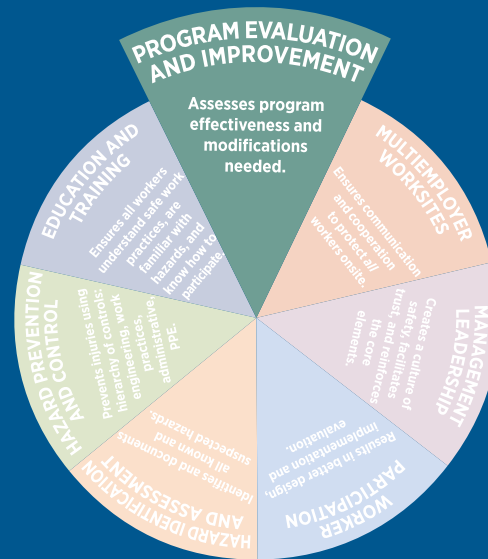 PROGRAM EVALUATION
AND IMPROVEMENT
Assesses program
effectiveness and
modifications
needed.
MULTIEMPLOYER
WORKSITES
Ensures communication
and cooperation
to protect all
workers onsite.
MANAGEMENT
LEADERSHIP
Creates a culture of
safety, facilitates
trust, and reinforces
the core
elements.
WORKER
PARTICIPATION
Results in better design,
implementation and
evaluation.
HAZARD IDENTIFICATION
AND ASSESSMENT
Identifies and documents
all known and
suspected hazards.
HAZARD PREVENTION
AND CONTROL
Prevents injuries using
hierarchy of controls:
engineering, work
practices,
administrative,
PPE.
EDUCATION AND
TRAINING
Ensures all workers
understand safe work
practices, are
familiar with
hazards, and
know how to
participate.